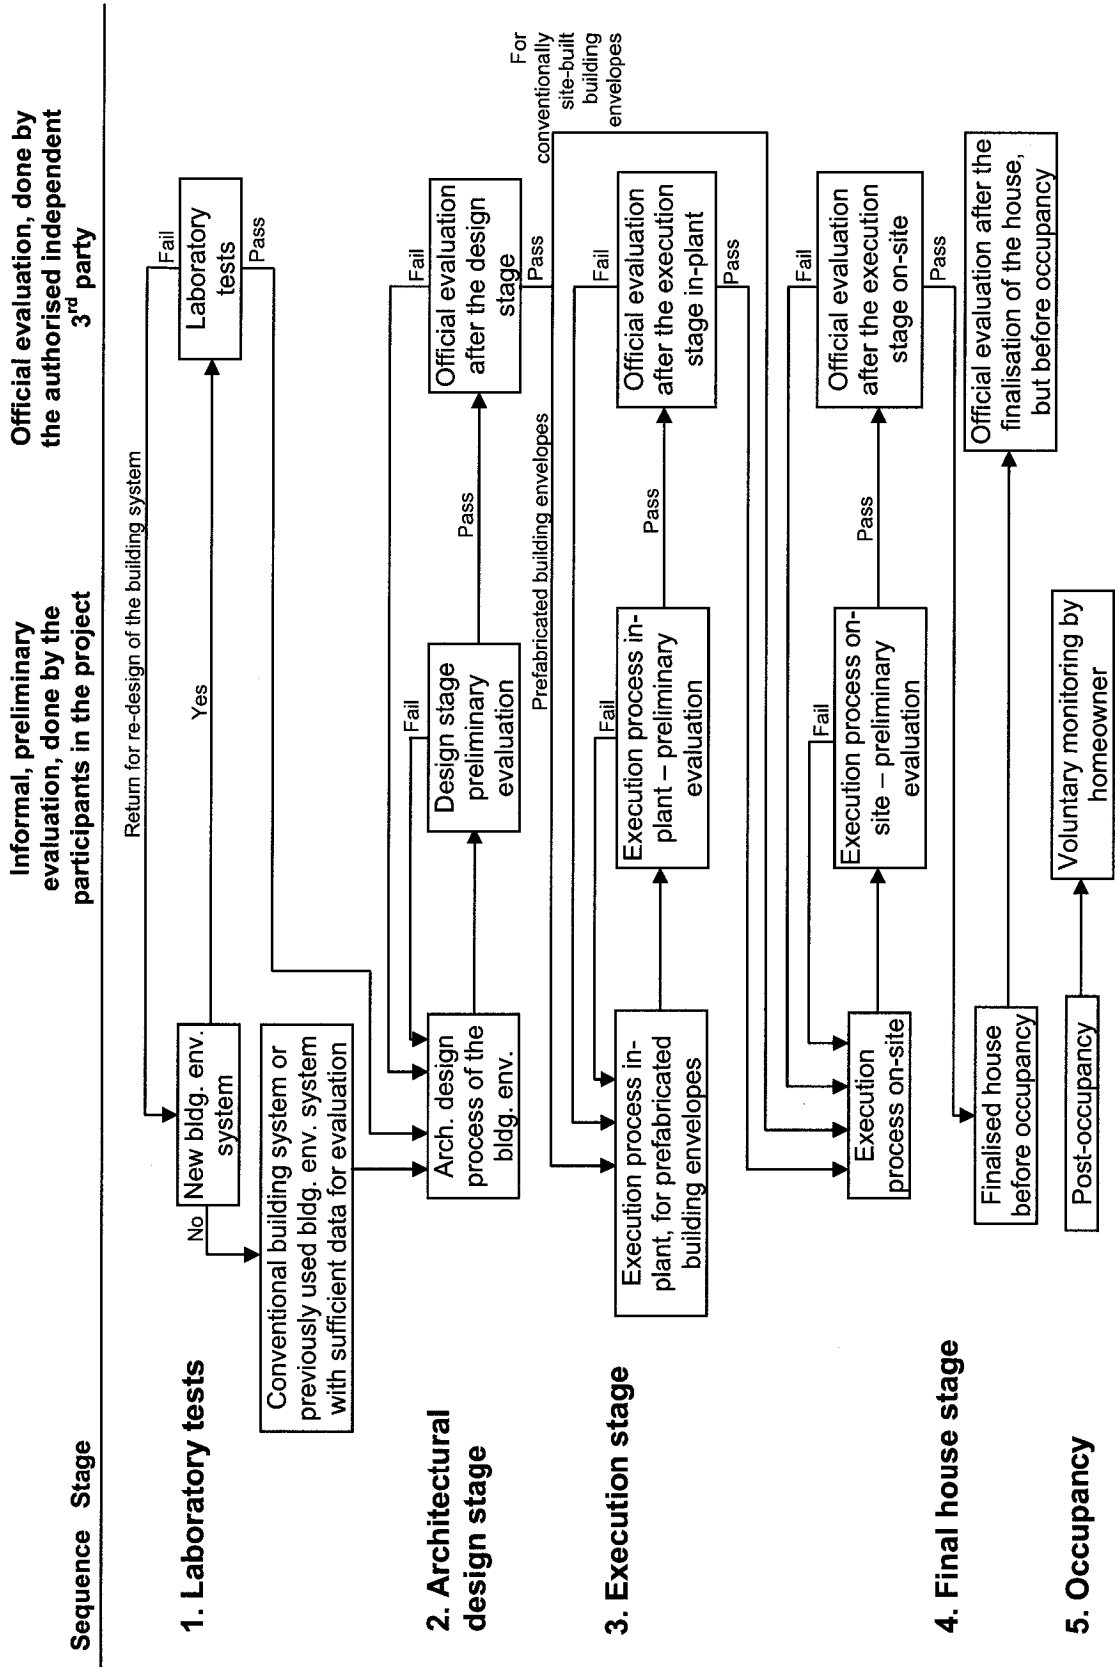 Sequence Stage
Informal, preliminary
evaluation, done by the
participants in the project
Official evaluation, done by
the authorised independent
3rd party
Return for re-design of the building system
1. Laboratory tests
New bldg. env.
system
Yes
Laboratory
tests
Fail
Pass
No
Conventional building system or
previously used bldg. env. system
with sufficient data for evaluation
2. Architectural
design stage
Arch. design
process of the
bldg. env.
Fail
Design stage
preliminary
evaluation
Pass
Fail
Official evaluation
after the design
stage
Pass
Prefabricated building envelopes
For
conventionally
site-built
building
envelopes
3. Execution stage
Execution process in-
plant, for prefabricated
building envelopes
Fail
Execution process in-
plant – preliminary
evaluation
Pass
Fail
Official evaluation
after the execution
stage in-plant
Pass
Execution
process on-site
Fail
Execution process on-
site – preliminary
evaluation
Pass
Fail
Official evaluation
after the execution
stage on-site
Pass
4. Final house stage
Finalised house
before occupancy
Official evaluation after the
finalisation of the house,
but before occupancy
5. Occupancy
Post-occupancy
Voluntary monitoring by
homeowner